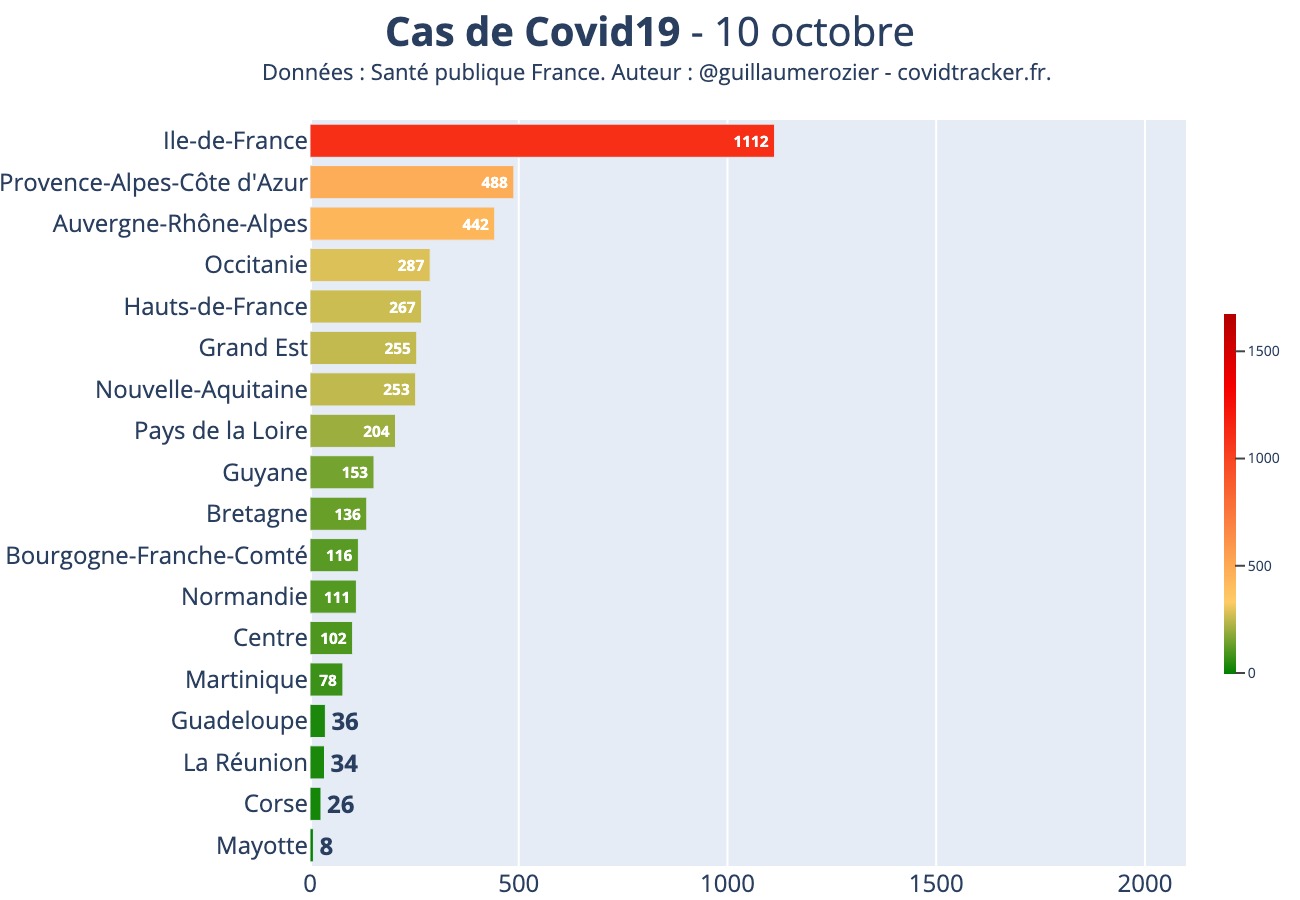 Cas de Covid19 - 10 octobre
Données : Santé publique France. Auteur : @guillaumerozier - covidtracker.fr.
Ile-de-France 1112
Provence-Alpes-Côte d'Azur 488
Auvergne-Rhône-Alpes 442
Occitanie 287
Hauts-de-France 267
Grand Est 255
Nouvelle-Aquitaine 253
Pays de la Loire 204
Guyane 153
Bretagne 136
Bourgogne-Franche-Comté 116
Normandie 111
Centre 102
Martinique 78
Guadeloupe 36
La Réunion 34
Corse 26
Mayotte 8
0 500 1000 1500 2000
1500
1000
500
0